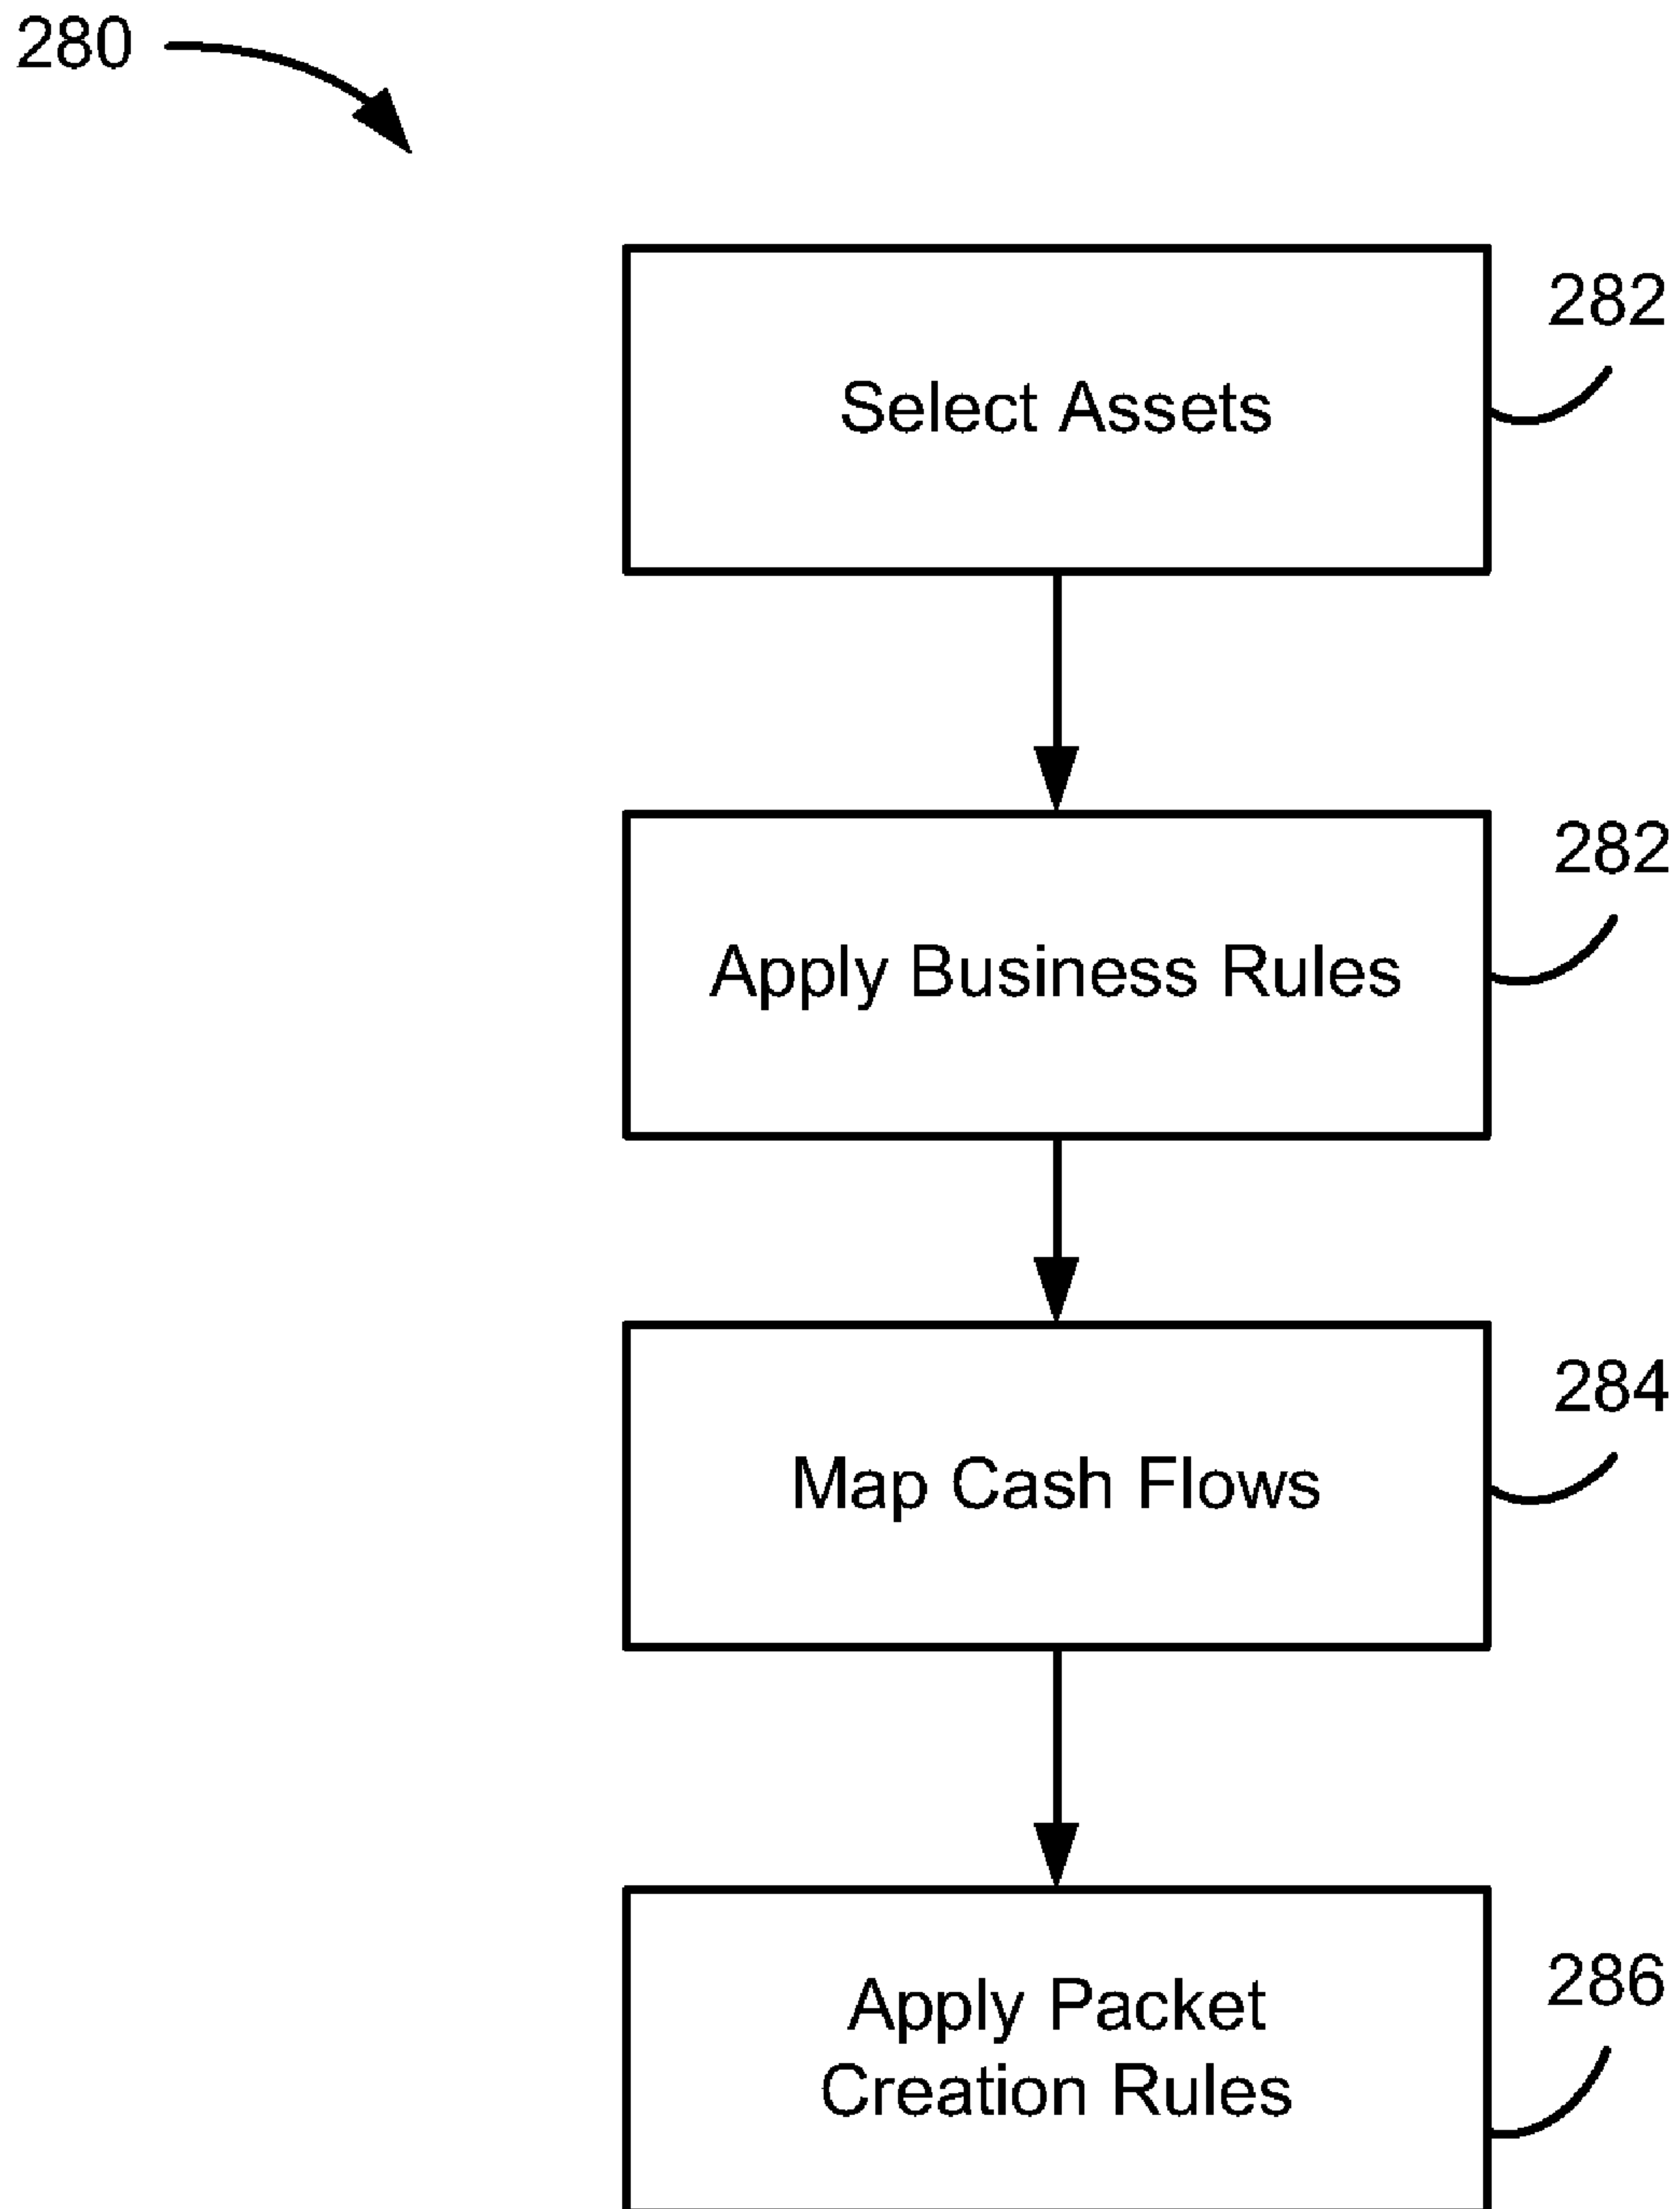 280
282
Select Assets
282
Apply Business Rules
284
Map Cash Flows
286
Apply Packet
Creation Rules